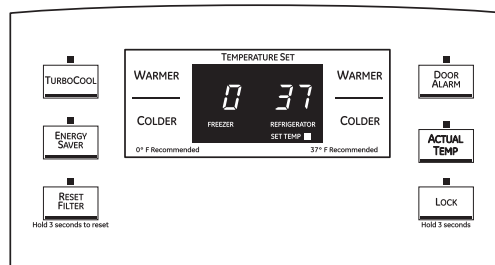 TEMPERATURE SET
TURBOCOOL
WARMER
WARMER
DOOR
ALARM
0 37
COLDER
FREEZER
REFRIGERATOR
COLDER
SET TEMP
ENERGY
SAVER
ACTUAL
TEMP
0° F Recommended
37° F Recommended
RESET
FILTER
LOCK
Hold 3 seconds to reset
Hold 3 seconds